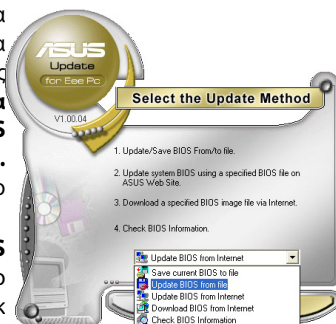 α
α
ς
α
S
.
ο
S
ο
k
ASUS
Update
for Eee Pc
V1.00.04
Select the Update Method
1. Update/Save BIOS From/to file.
2. Update system BIOS using a specified BIOS file on
ASUS Web Site.
3. Download a specified BIOS image file via Internet.
4. Check BIOS Information.
Update BIOS from Internet
Save current BIOS to file
Update BIOS from file
Update BIOS from Internet
Download BIOS from Internet
Check BIOS Information